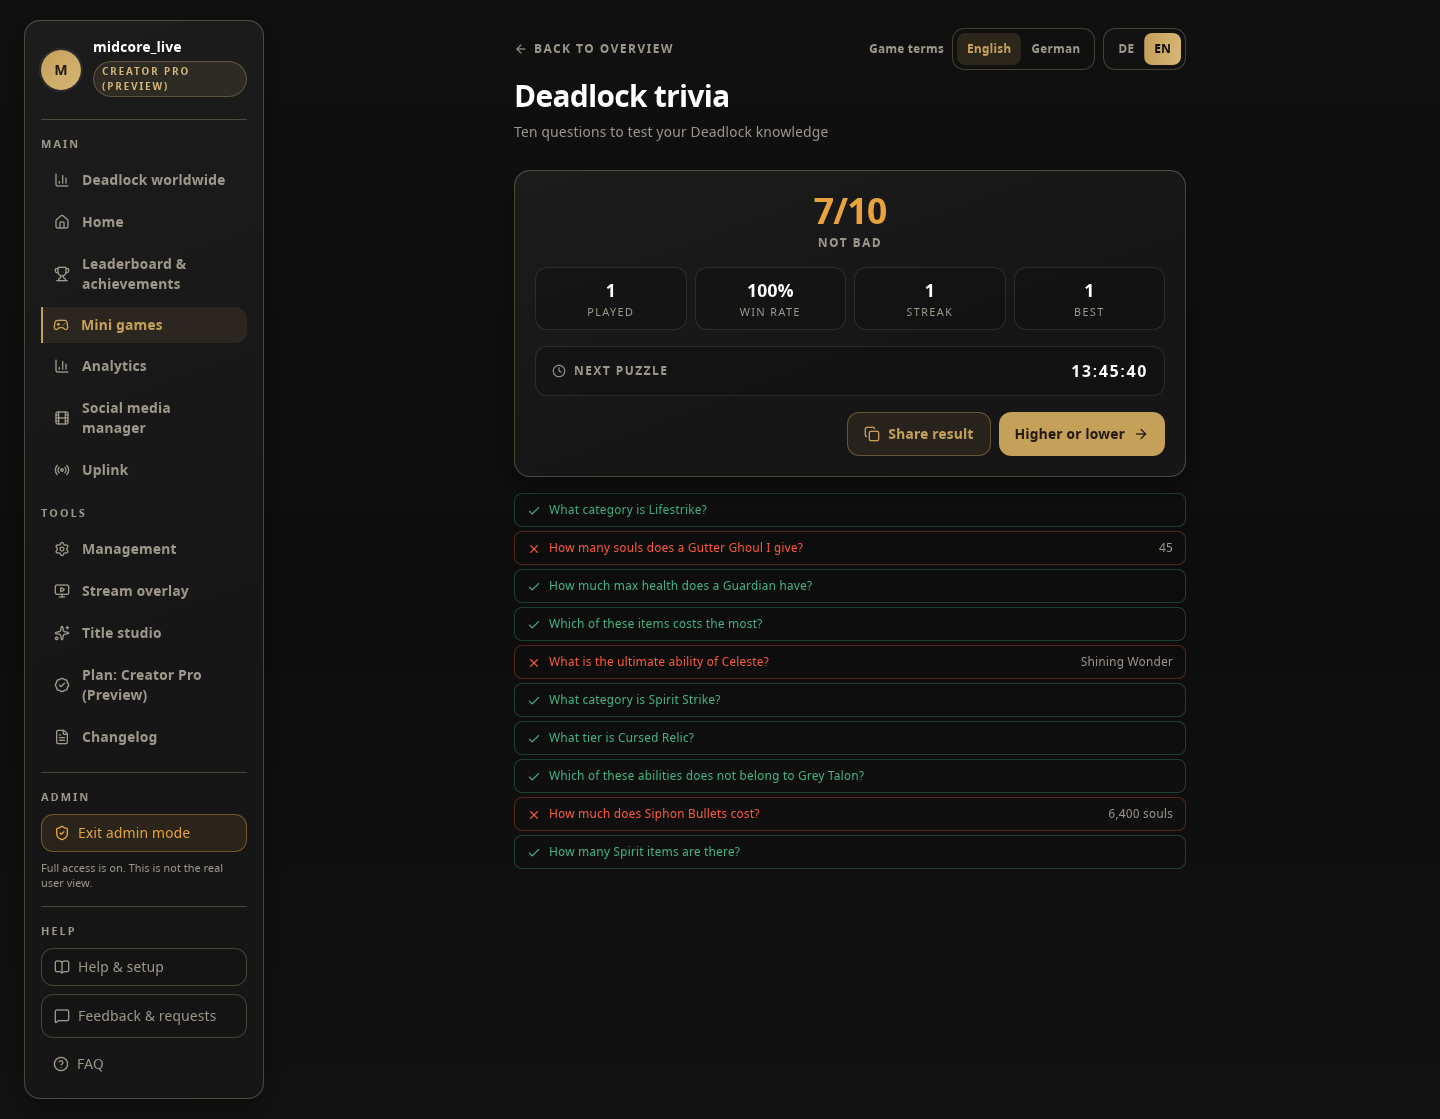 M
midcore_live
CREATOR PRO
(PREVIEW)
MAIN
Deadlock worldwide
Home
Leaderboard &
achievements
Mini games
Analytics
Social media
manager
Uplink
TOOLS
Management
Stream overlay
Title studio
Plan: Creator Pro
(Preview)
Changelog
ADMIN
Exit admin mode
Full access is on. This is not the real
user view.
HELP
Help & setup
Feedback & requests
FAQ
BACK TO OVERVIEW
Game terms English German DE EN
Deadlock trivia
Ten questions to test your Deadlock knowledge
7/10
NOT BAD
1 100% 1 1
PLAYED WIN RATE STREAK BEST
NEXT PUZZLE 13:45:40
Share result Higher or lower
What category is Lifestrike?
How many souls does a Gutter Ghoul I give? 45
How much max health does a Guardian have?
Which of these items costs the most?
What is the ultimate ability of Celeste? Shining Wonder
What category is Spirit Strike?
What tier is Cursed Relic?
Which of these abilities does not belong to Grey Talon?
How much does Siphon Bullets cost? 6,400 souls
How many Spirit items are there?